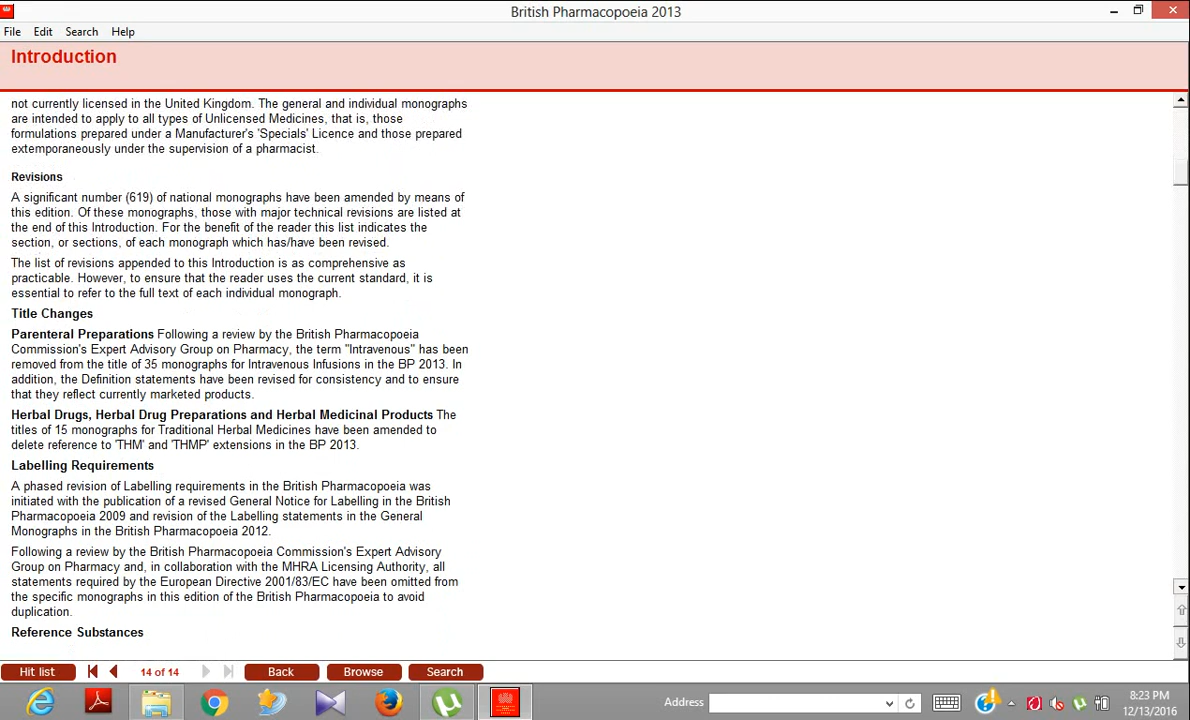 British Pharmacopoeia 2013
File Edit Search Help
Introduction
not currently licensed in the United Kingdom. The general and individual monographs
are intended to apply to all types of Unlicensed Medicines, that is, those
formulations prepared under a Manufacturer's 'Specials' Licence and those prepared
extemporaneously under the supervision of a pharmacist.
Revisions
A significant number (619) of national monographs have been amended by means of
this edition. Of these monographs, those with major technical revisions are listed at
the end of this Introduction. For the benefit of the reader this list indicates the
section, or sections, of each monograph which has/have been revised.
The list of revisions appended to this Introduction is as comprehensive as
practicable. However, to ensure that the reader uses the current standard, it is
essential to refer to the full text of each individual monograph.
Title Changes
Parenteral Preparations Following a review by the British Pharmacopoeia
Commission's Expert Advisory Group on Pharmacy, the term "Intravenous" has been
removed from the title of 35 monographs for Intravenous Infusions in the BP 2013. In
addition, the Definition statements have been revised for consistency and to ensure
that they reflect currently marketed products.
Herbal Drugs, Herbal Drug Preparations and Herbal Medicinal Products The
titles of 15 monographs for Traditional Herbal Medicines have been amended to
delete reference to 'THM' and 'THMP' extensions in the BP 2013.
Labelling Requirements
A phased revision of Labelling requirements in the British Pharmacopoeia was
initiated with the publication of a revised General Notice for Labelling in the British
Pharmacopoeia 2009 and revision of the Labelling statements in the General
Monographs in the British Pharmacopoeia 2012.
Following a review by the British Pharmacopoeia Commission's Expert Advisory
Group on Pharmacy and, in collaboration with the MHRA Licensing Authority, all
statements required by the European Directive 2001/83/EC have been omitted from
the specific monographs in this edition of the British Pharmacopoeia to avoid
duplication.
Reference Substances
Hit list 14 of 14 Back Browse Search
Address 8:23 PM
12/13/2016